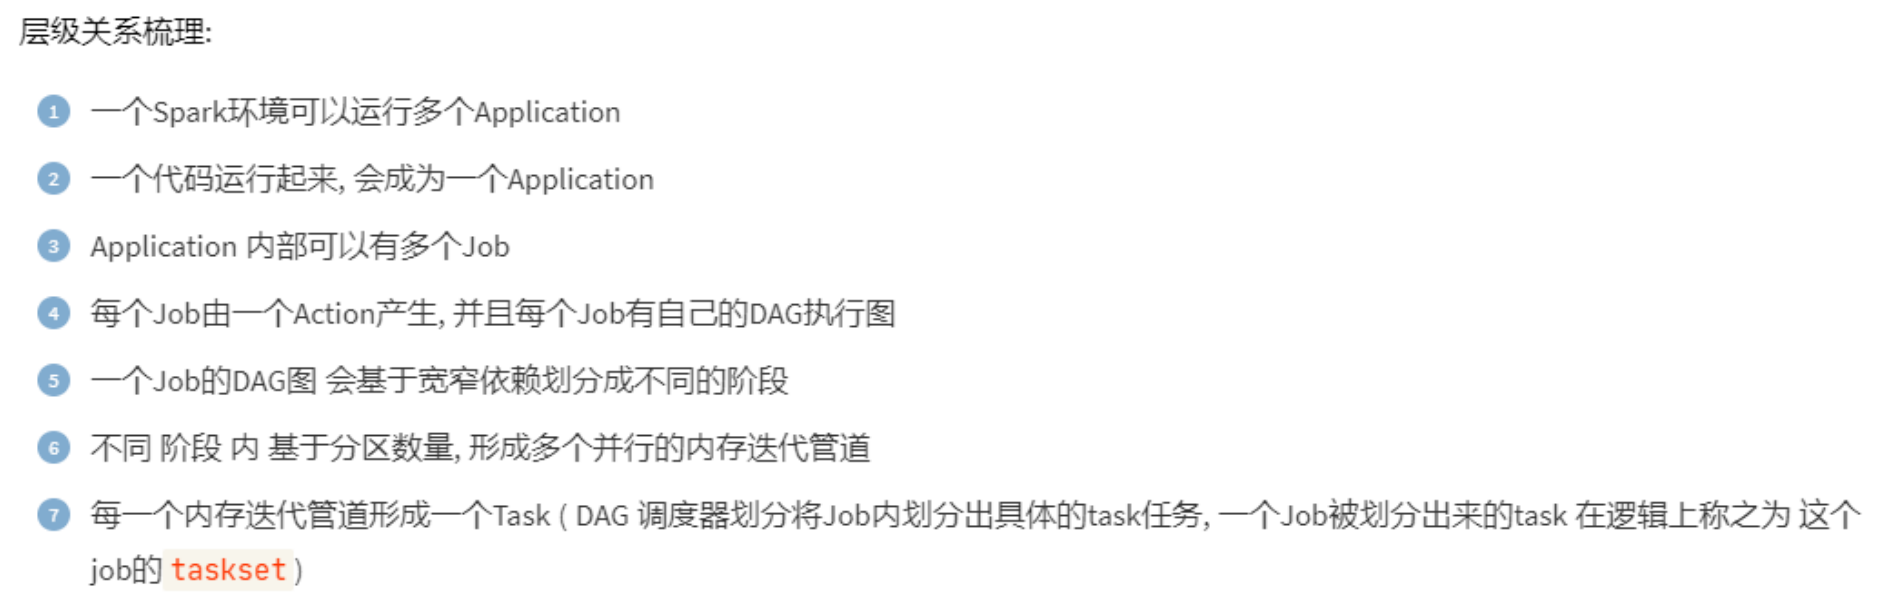 层级关系梳理:
1 一个Spark环境可以运行多个Application
2 一个代码运行起来, 会成为一个Application
3 Application 内部可以有多个Job
4 每个Job由一个Action产生, 并且每个Job有自己的DAG执行图
5 一个Job的DAG图 会基于宽窄依赖划分成不同的阶段
6 不同 阶段 内 基于分区数量, 形成多个并行的内存迭代管道
7 每一个内存迭代管道形成一个Task ( DAG 调度器划分将Job内划分出具体的task任务, 一个Job被划分出来的task 在逻辑上称之为 这个
job的 taskset )